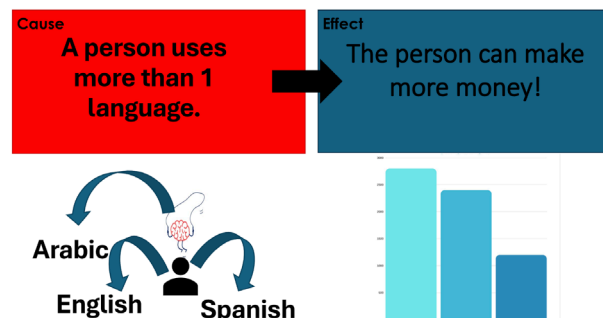 Cause
A person uses
more than 1
language.
Effect
The person can make
more money!
Arabic
English
Spanish